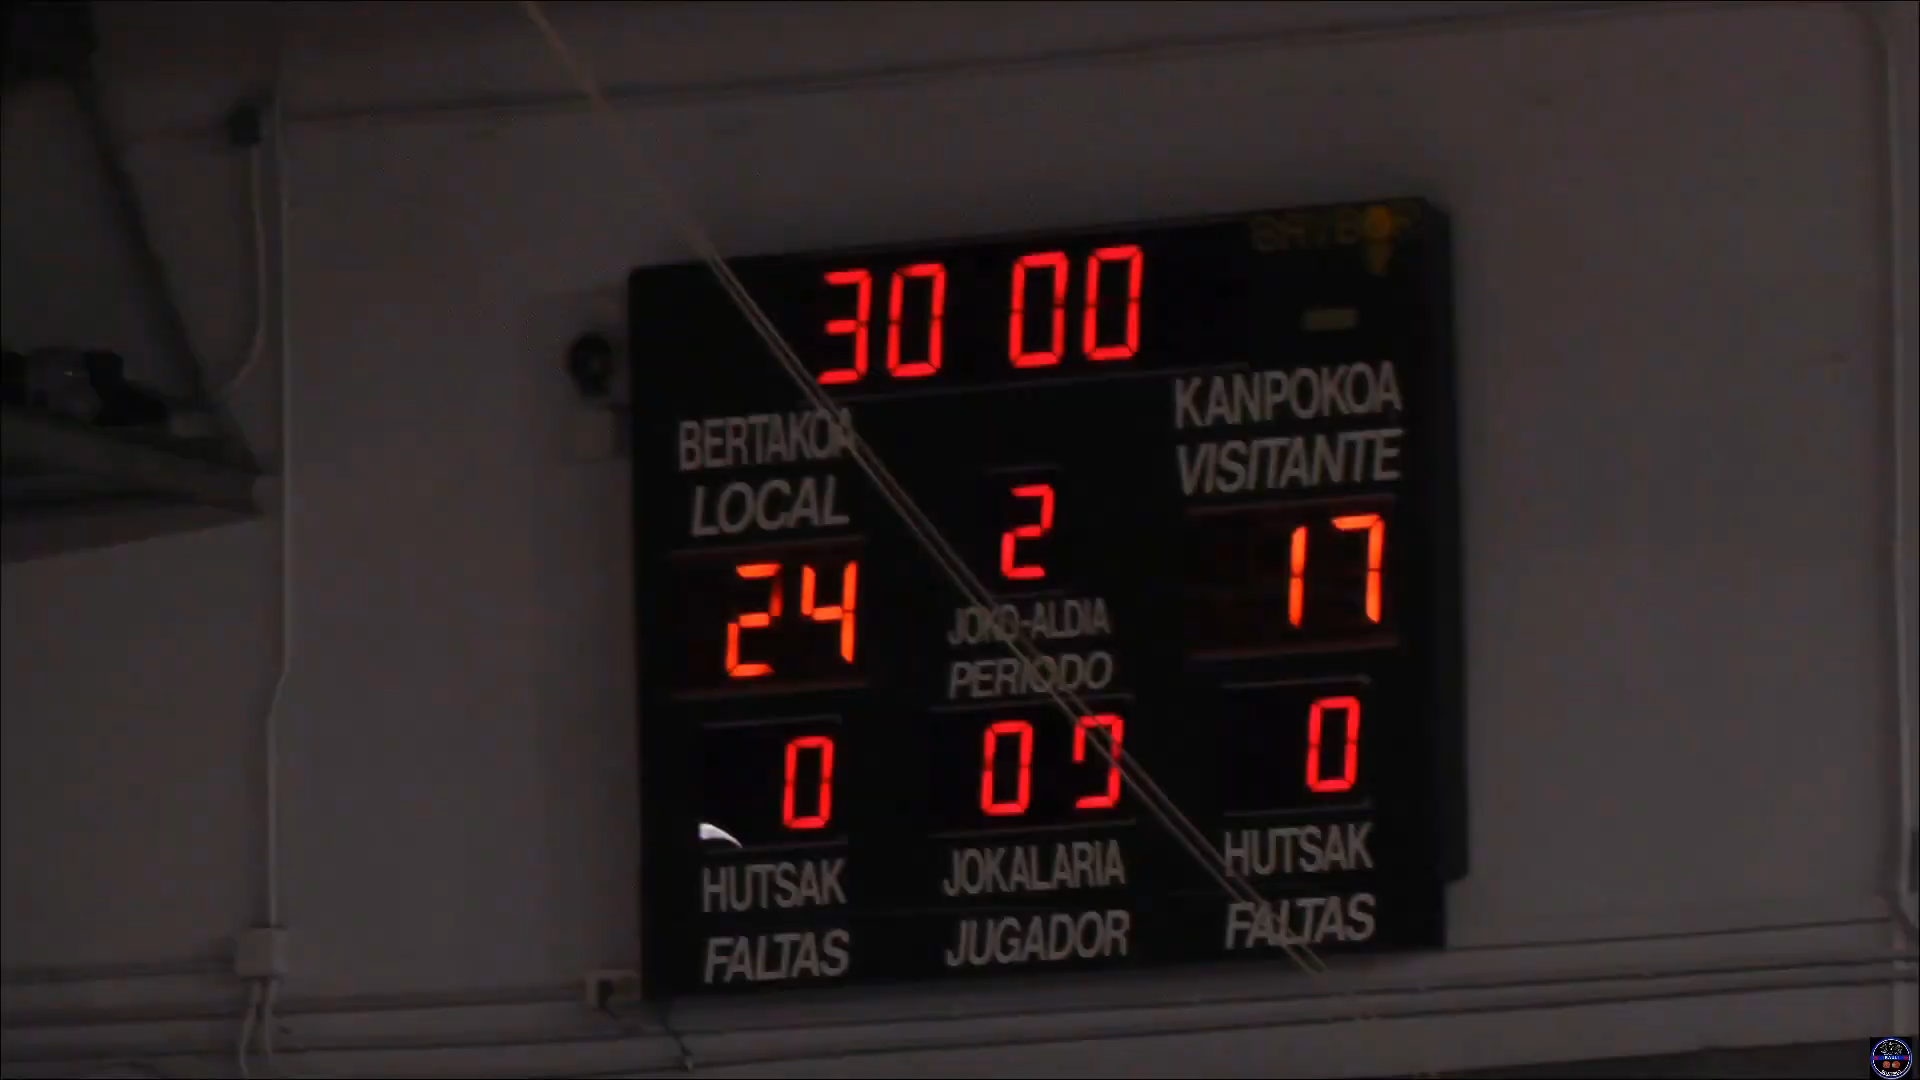 30 00
BERTAKOA
LOCAL
KANPOKOA
VISITANTE
24
2
17
JOKO-ALDIA
PERIODO
0
0
0
HUTSAK
FALTAS
JOKALARIA
JUGADOR
HUTSAK
FALTAS